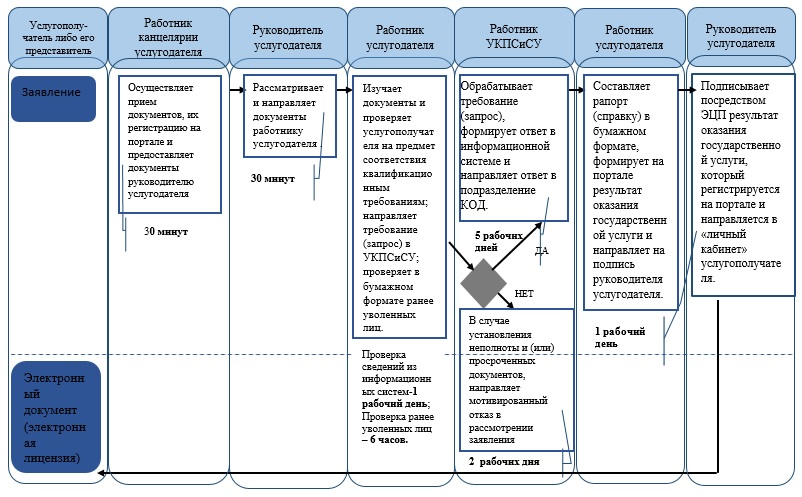 Услугополу-
чатель либо его
представитель
Работник
канцелярии
услугодателя
Руководитель
услугодателя
Работник
услугодателя
Работник
УКПСиСУ
Работник
услугодателя
Руководитель
услугодателя
Заявление
Осуществляет
прием
документов, их
регистрацию на
портале и
предоставляет
документы
руководителю
услугодателя
30 минут
Рассматривает
и направляет
документы
работнику
услугодателя
30 минут
Изучает
документы и
проверяет
услугополучат
еля на предмет
соответствия
квалификацио
нным
требованиям;
направляет
требование
(запрос) в
УКПСиСУ;
проверяет в
бумажном
формате ранее
уволенных
лиц.
Проверка
сведений из
информационн
ых систем-1
рабочий день;
Проверка ранее
уволенных лиц
– 6 часов.
Обрабатывает
требование
(запрос),
формирует ответ в
информационной
системе и
направляет ответ в
подразделение
КОД.
5 рабочих
дней
ДА
НЕТ
В случае
установления
неполноты и (или)
просроченных
документов,
направляет
мотивированный
отказ в
рассмотрении
заявления
2 рабочих дня
Составляет
рапорт
(справку) в
бумажном
формате,
формирует на
портале
результат
оказания
государственн
ой услуги и
направляет на
подпись
руководителя
услугодателя.
1 рабочий
день
Подписывает
посредством
ЭЦП результат
оказания
государственно
й услуги,
который
регистрируется
на портале и
направляется в
«личный
кабинет»
услугополучате
ля.
Электронн
ый
документ
(электронн
ая
лицензия)